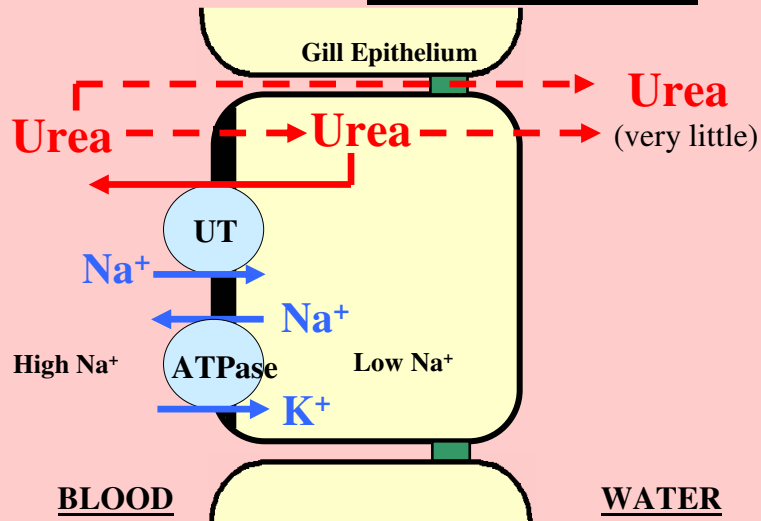 Gill Epithelium
Urea
(very little)
Urea
Urea
UT
Na⁺
Na⁺
High Na⁺
ATPase
Low Na⁺
K⁺
BLOOD
WATER